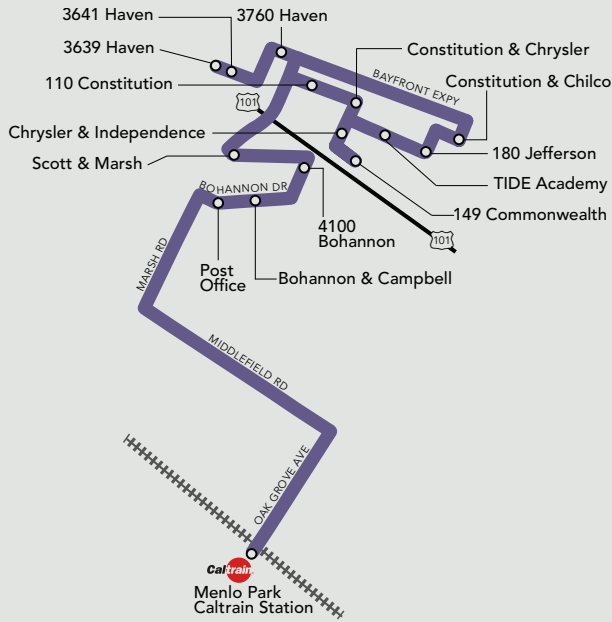 3641 Haven
3760 Haven
3639 Haven
Constitution & Chrysler
BAYFRONT EXPY
Constitution & Chilco
110 Constitution
101
Chrysler & Independence
180 Jefferson
Scott & Marsh
TIDE Academy
BOHANNON DR
149 Commonwealth
4100
Bohannon
101
Post
Office
Bohannon & Campbell
MARSH RD
MIDDLEFIELD RD
OAK GROVE AVE
Caltrain
Menlo Park
Caltrain Station